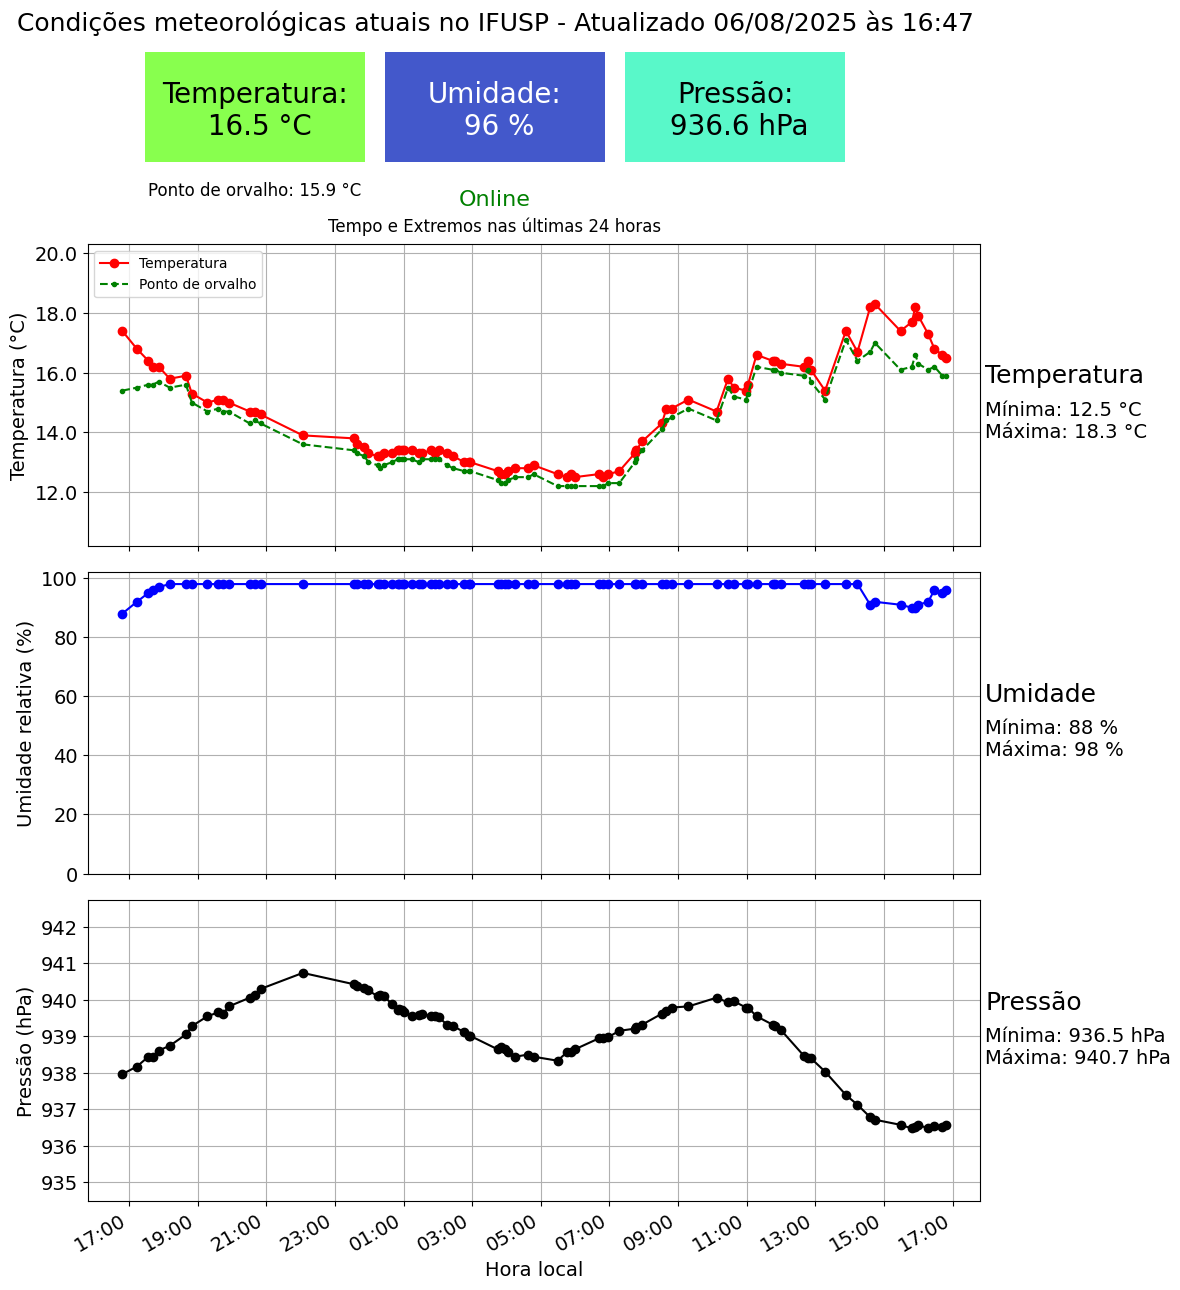 Condições meteorológicas atuais no IFUSP - Atualizado 06/08/2025 às 16:47
Temperatura:
16.5 °C
Umidade:
96 %
Pressão:
936.6 hPa
Ponto de orvalho: 15.9 °C
Online
Tempo e Extremos nas últimas 24 horas
Temperatura
Ponto de orvalho
Temperatura (°C)
20.0
18.0
16.0
14.0
12.0
Temperatura
Mínima: 12.5 °C
Máxima: 18.3 °C
Umidade relativa (%)
100
80
60
40
20
0
Umidade
Mínima: 88 %
Máxima: 98 %
Pressão (hPa)
942
941
940
939
938
937
936
935
Pressão
Mínima: 936.5 hPa
Máxima: 940.7 hPa
17:00 19:00 21:00 23:00 01:00 03:00 05:00 07:00 09:00 11:00 13:00 15:00 17:00
Hora local